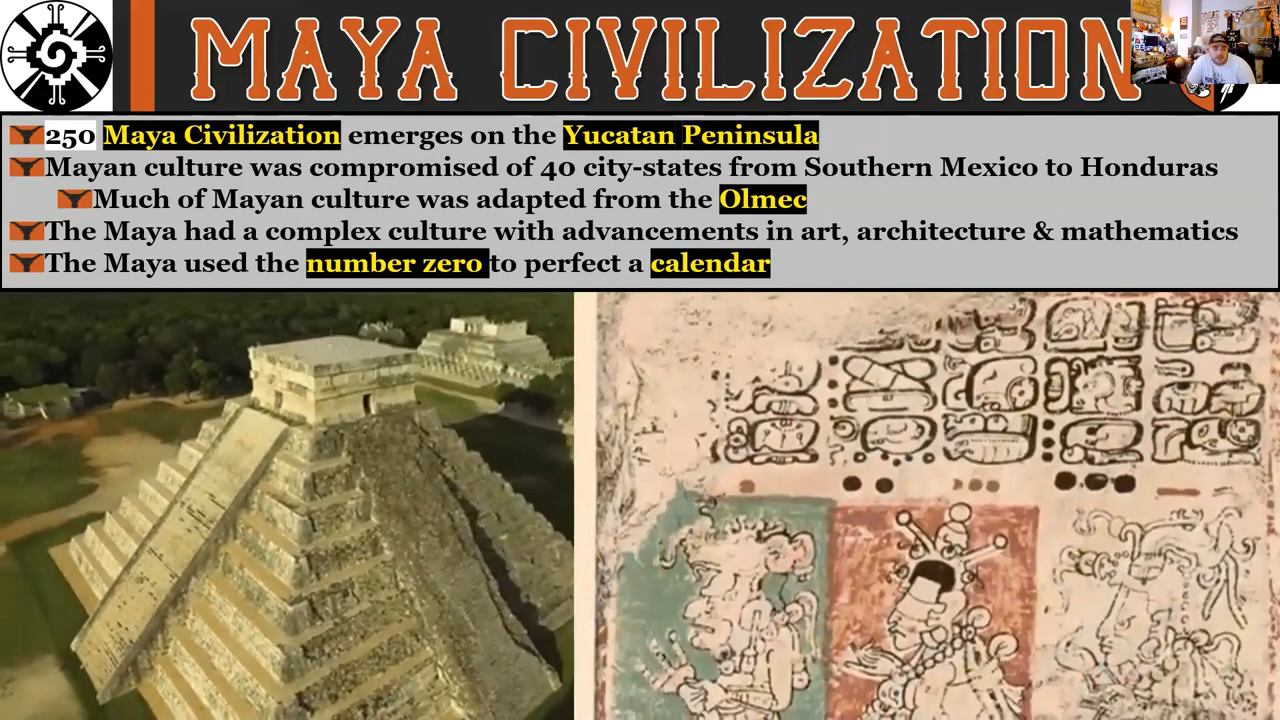 MAYA CIVILIZATION
250 Maya Civilization emerges on the Yucatan Peninsula
Mayan culture was compromised of 40 city-states from Southern Mexico to Honduras
Much of Mayan culture was adapted from the Olmec
The Maya had a complex culture with advancements in art, architecture & mathematics
The Maya used the number zero to perfect a calendar